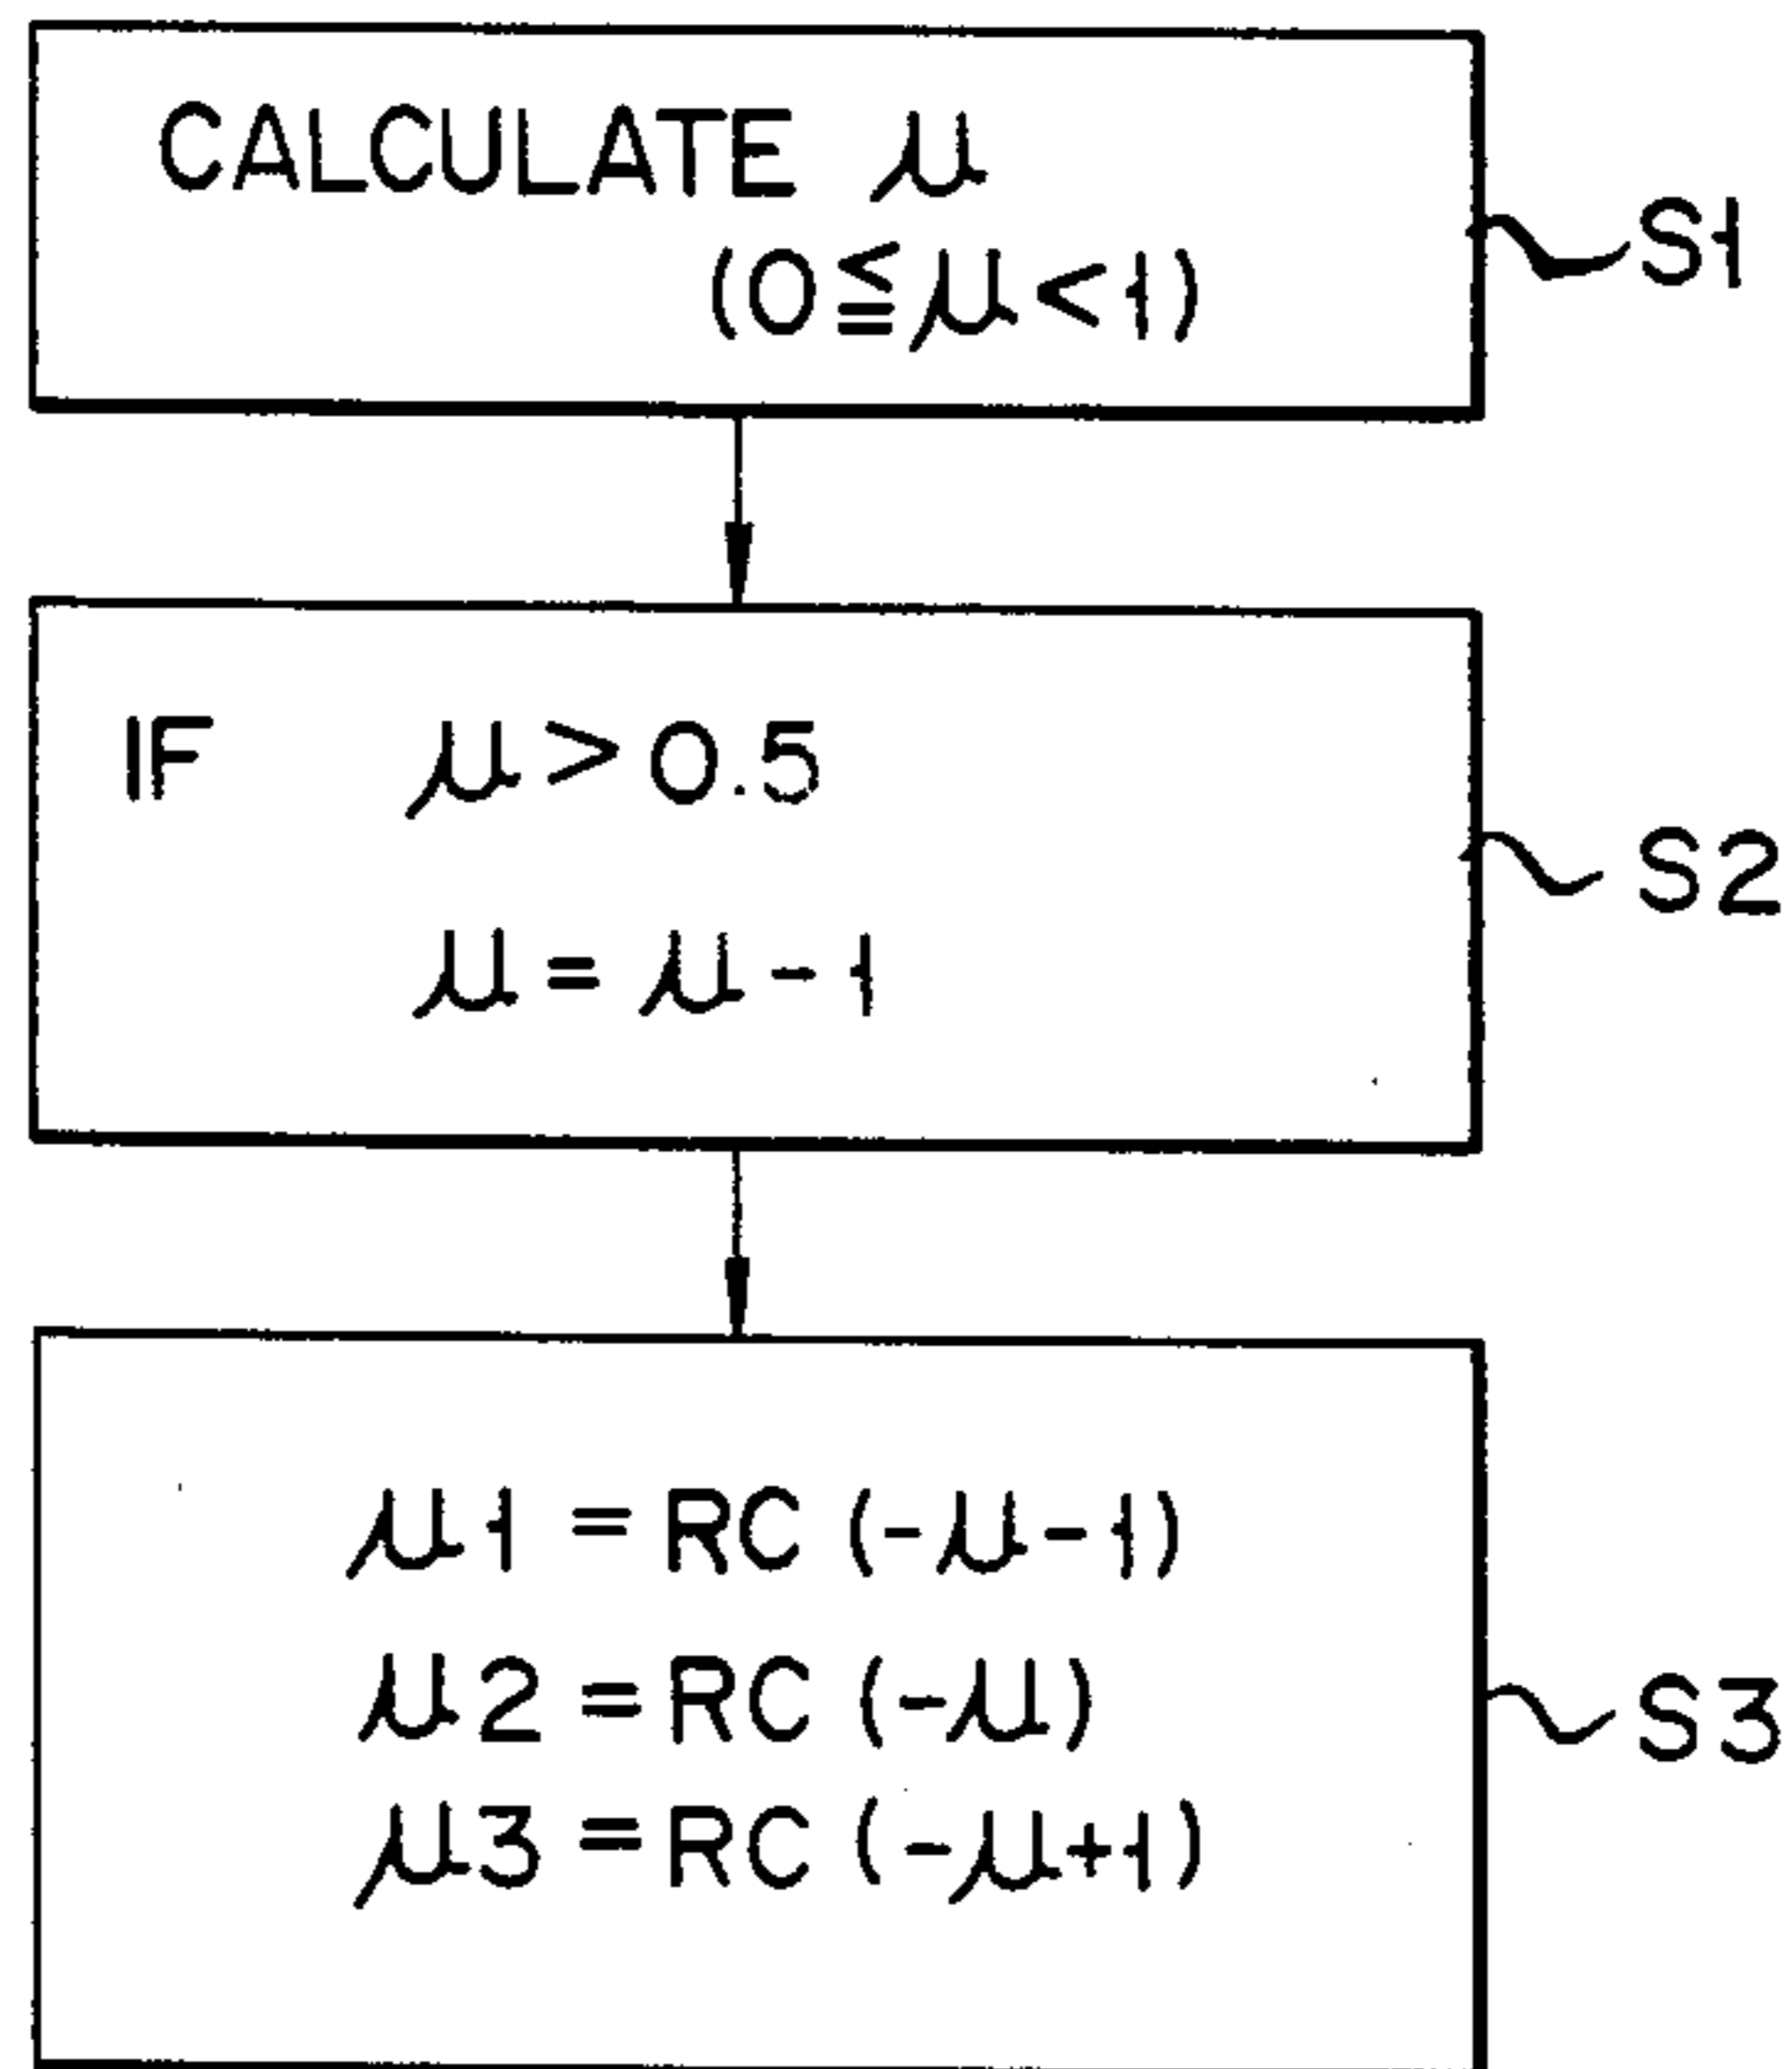 CALCULATE μ
(0≦μ<1)
S1
IF μ>0.5
μ=μ-1
S2
μ1=RC(-μ-1)
μ2=RC(-μ)
μ3=RC(-μ+1)
S3